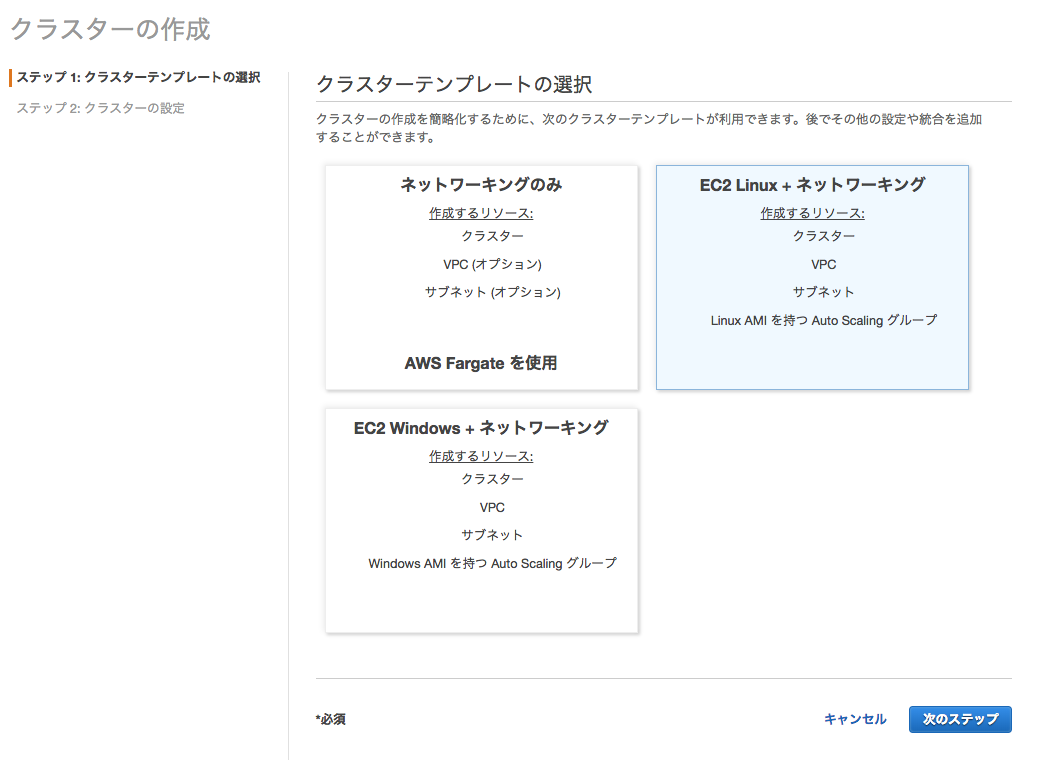 クラスターの作成
ステップ 1: クラスターテンプレートの選択
ステップ 2: クラスターの設定
クラスターテンプレートの選択
クラスターの作成を簡略化するために、次のクラスターテンプレートが利用できます。後でその他の設定や統合を追加
することができます。
ネットワーキングのみ
作成するリソース:
クラスター
VPC (オプション)
サブネット (オプション)
AWS Fargate を使用
EC2 Linux + ネットワーキング
作成するリソース:
クラスター
VPC
サブネット
Linux AMI を持つ Auto Scaling グループ
EC2 Windows + ネットワーキング
作成するリソース:
クラスター
VPC
サブネット
Windows AMI を持つ Auto Scaling グループ
*必須
キャンセル
次のステップ